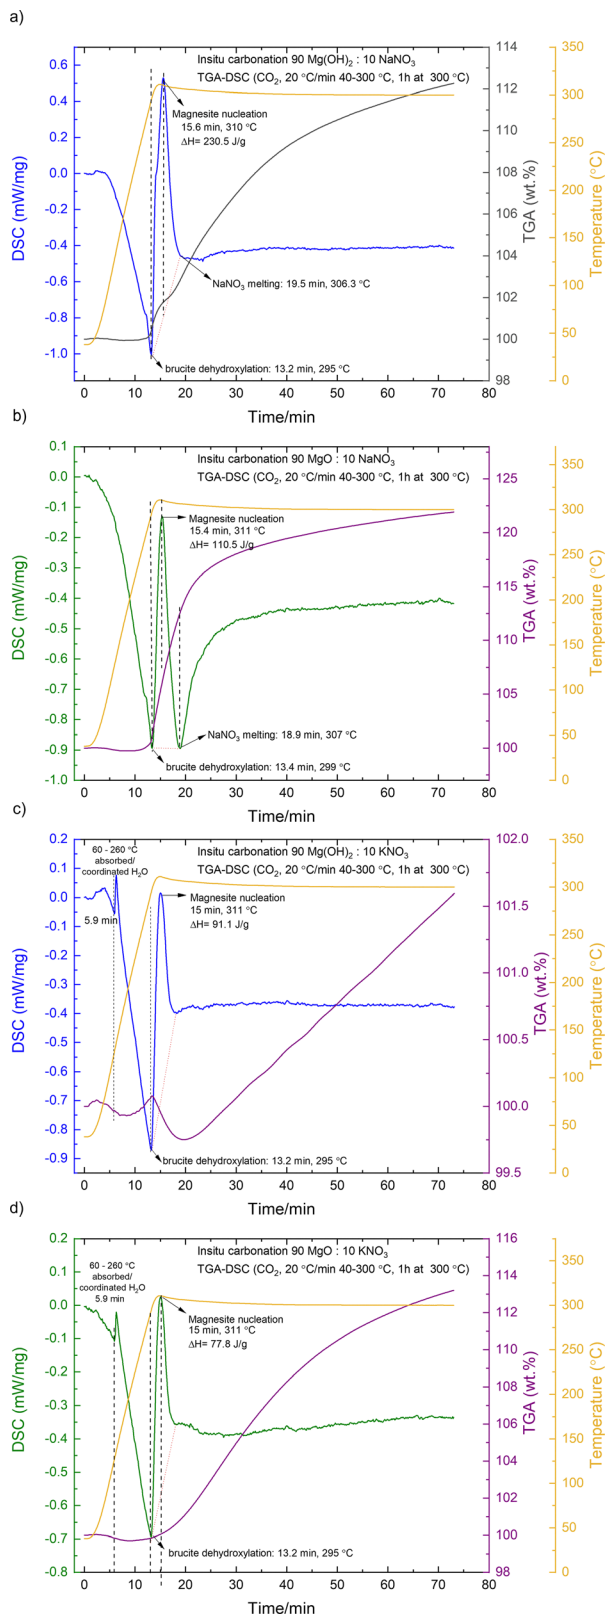 a)
Insitu carbonation 90 Mg(OH)₂ : 10 NaNO₃
TGA-DSC (CO₂, 20 °C/min 40-300 °C, 1h at 300 °C)
Magnesite nucleation
15.6 min, 310 °C
ΔH= 230.5 J/g
NaNO₃ melting: 19.5 min, 306.3 °C
brucite dehydroxylation: 13.2 min, 295 °C
DSC (mW/mg)
0.6
0.4
0.2
0.0
-0.2
-0.4
-0.6
-0.8
-1.0
TGA (wt.%)
114
112
110
108
106
104
102
100
98
Temperature (°C)
350
300
250
200
150
100
50
0
0 10 20 30 40 50 60 70 80
Time/min
b)
Insitu carbonation 90 MgO : 10 NaNO₃
TGA-DSC (CO₂, 20 °C/min 40-300 °C, 1h at 300 °C)
Magnesite nucleation
15.4 min, 311 °C
ΔH= 110.5 J/g
NaNO₃ melting: 18.9 min, 307 °C
brucite dehydroxylation: 13.4 min, 299 °C
DSC (mW/mg)
0.1
0.0
-0.1
-0.2
-0.3
-0.4
-0.5
-0.6
-0.7
-0.8
-0.9
-1.0
TGA (wt.%)
125
120
115
110
105
100
Temperature (°C)
350
300
250
200
150
100
50
0
0 10 20 30 40 50 60 70 80
Time/min
c)
60 - 260 °C
absorbed/
coordinated H₂O
5.9 min
Insitu carbonation 90 Mg(OH)₂ : 10 KNO₃
TGA-DSC (CO₂, 20 °C/min 40-300 °C, 1h at 300 °C)
Magnesite nucleation
15 min, 311 °C
ΔH= 91.1 J/g
brucite dehydroxylation: 13.2 min, 295 °C
DSC (mW/mg)
0.2
0.1
0.0
-0.1
-0.2
-0.3
-0.4
-0.5
-0.6
-0.7
-0.8
-0.9
TGA (wt.%)
102.0
101.5
101.0
100.5
100.0
99.5
Temperature (°C)
350
300
250
200
150
100
50
0
0 10 20 30 40 50 60 70 80
Time/min
d)
60 - 260 °C
absorbed/
coordinated H₂O
5.9 min
Insitu carbonation 90 MgO : 10 KNO₃
TGA-DSC (CO₂, 20 °C/min 40-300 °C, 1h at 300 °C)
Magnesite nucleation
15 min, 311 °C
ΔH= 77.8 J/g
brucite dehydroxylation: 13.2 min, 295 °C
DSC (mW/mg)
0.2
0.1
0.0
-0.1
-0.2
-0.3
-0.4
-0.5
-0.6
-0.7
-0.8
TGA (wt.%)
116
114
112
110
108
106
104
102
100
98
Temperature (°C)
350
300
250
200
150
100
50
0
0 10 20 30 40 50 60 70 80
Time/min